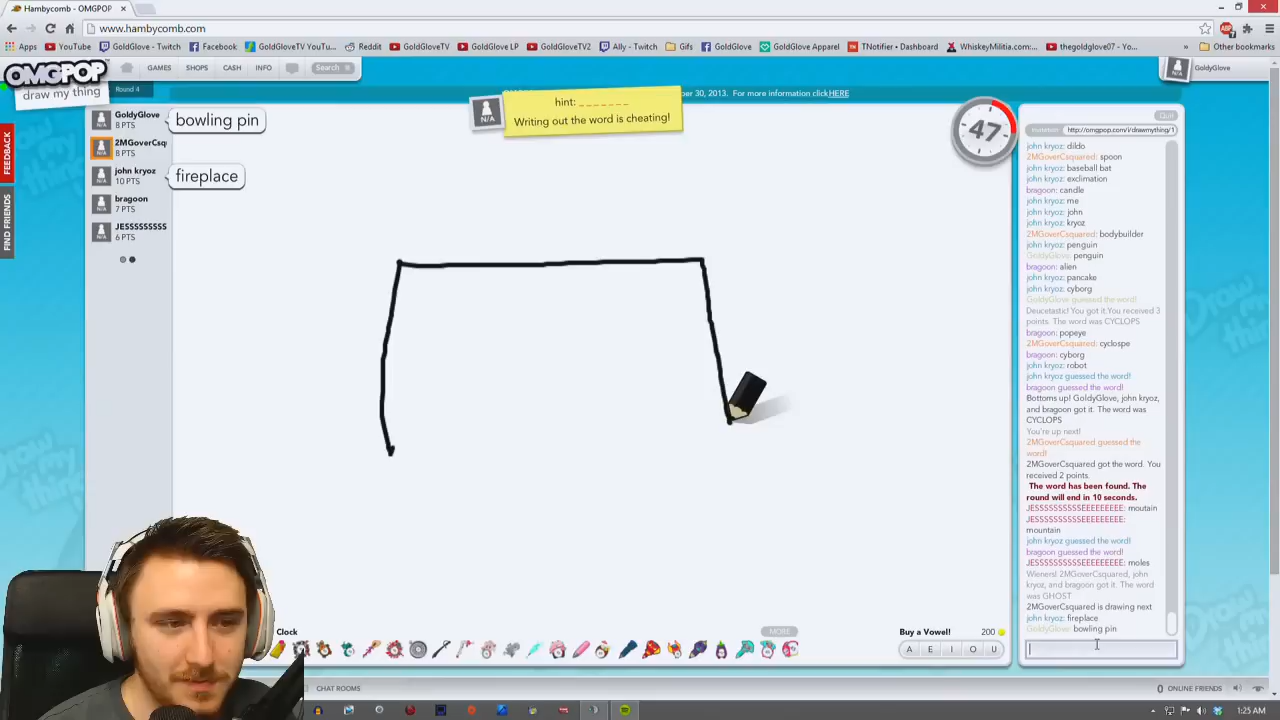 Hambycomb - OMGPOP
www.hambycomb.com
Apps YouTube GoldGlove - Twitch Facebook GoldGloveTV YouTu... Reddit GoldGloveTV GoldGlove LP GoldGloveTV2 Ally - Twitch Gifs GoldGlove GoldGlove Apparel TNotifier • Dashboard WhiskeyMilitia.com:... thegoldglove07 - Yo... Other bookmarks
OMGPOP
GAMES SHOPS CASH INFO Search
GoldyGlove
draw my thing
Round 4
ber 30, 2013. For more information click HERE
hint: _ _ _ _ _ _ _
Writing out the word is cheating!
N/A
47
FEEDBACK
FIND FRIENDS
GoldyGlove
8 PTS
bowling pin
2MGoverCsq
8 PTS
john kryoz
10 PTS
fireplace
bragoon
7 PTS
JESSSSSSSSS
6 PTS
Quit
http://omgpop.com/i/drawmything/1
john kryoz: dildo
2MGoverCsquared: spoon
john kryoz: baseball bat
john kryoz: exclimation
bragoon: candle
john kryoz: me
john kryoz: john
john kryoz: kryoz
2MGoverCsquared: bodybuilder
john kryoz: penguin
GoldyGlove: penguin
bragoon: alien
john kryoz: pancake
john kryoz: cyborg
GoldyGlove guessed the word!
Deucetastic! You got it.You received 3
points. The word was CYCLOPS
bragoon: popeye
2MGoverCsquared: cyclospe
bragoon: cyborg
john kryoz: robot
john kryoz guessed the word!
bragoon guessed the word!
Bottoms up! GoldyGlove, john kryoz,
and bragoon got it. The word was
CYCLOPS
You're up next!
2MGoverCsquared guessed the
word!
2MGoverCsquared got the word. You
received 2 points.
The word has been found. The
round will end in 10 seconds.
JESSSSSSSSSEEEEEEEEE: moutain
JESSSSSSSSSEEEEEEEEE:
mountain
john kryoz guessed the word!
bragoon guessed the word!
JESSSSSSSSSEEEEEEEEE: moles
Wieners! 2MGoverCsquared, john
kryoz, and bragoon got it. The word
was GHOST
2MGoverCsquared is drawing next
john kryoz: fireplace
GoldyGlove: bowling pin
Clock
MORE
Buy a Vowel! 200
A E I O U
CHAT ROOMS
0 ONLINE FRIENDS
1:25 AM